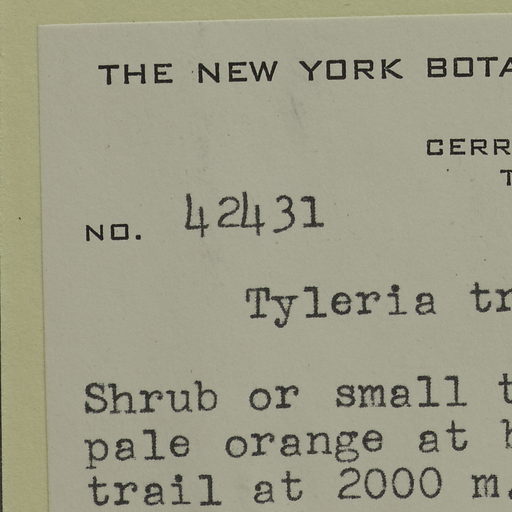 THE NEW YORK BOTA
CERR
T
NO. 42431
Tyleria tr
Shrub or small t
pale orange at b
trail at 2000 m.